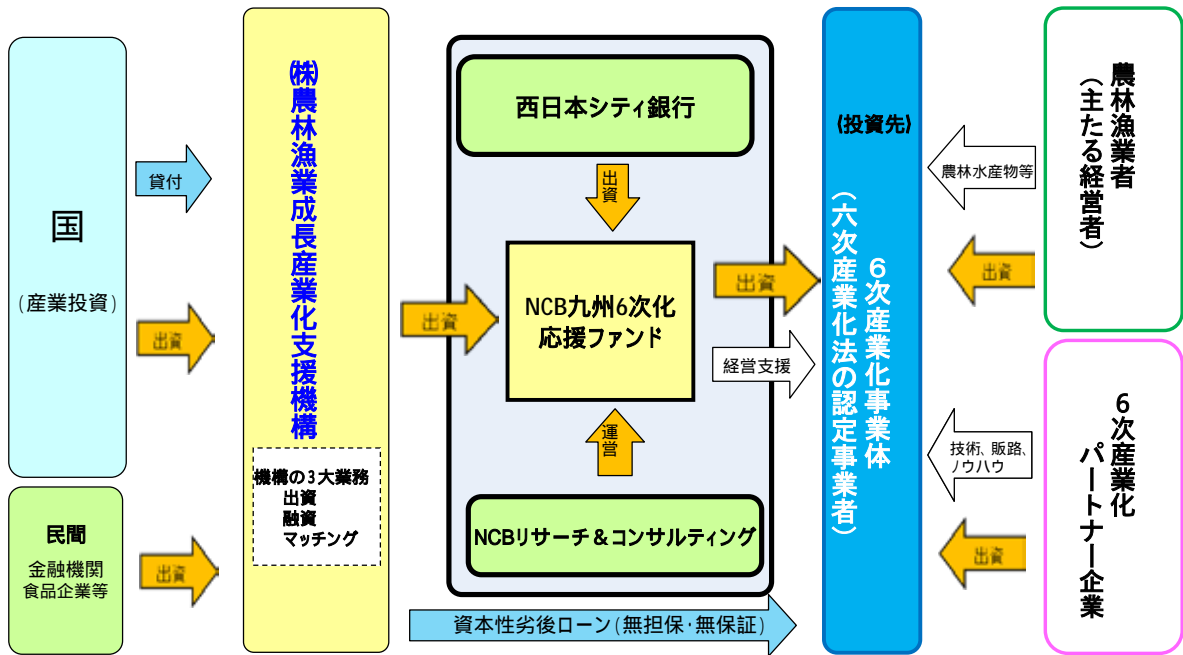 国
(産業投資)
民間
金融機関
食品企業等
貸付
出資
出資
(株)農林漁業成長産業化支援機構
機構の3大業務
出資
融資
マッチング
出資
西日本シティ銀行
出資
NCB九州6次化
応援ファンド
運営
NCBリサーチ&コンサルティング
出資
経営支援
資本性劣後ローン(無担保・無保証)
(投資先)
6次産業化事業体
(六次産業化法の認定事業者)
農林水産物等
出資
技術、販路、
ノウハウ
出資
農林漁業者
(主たる経営者)
6次産業化
パートナー企業